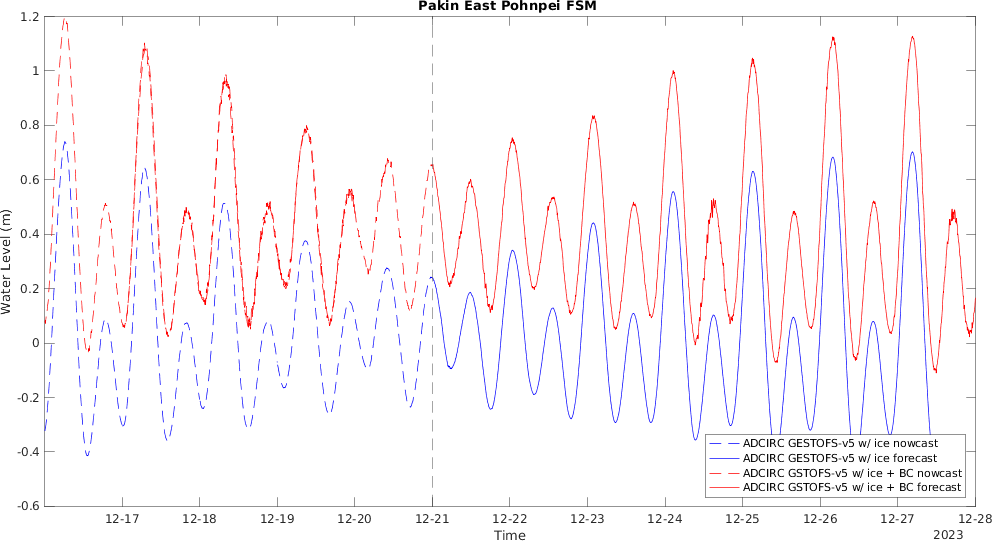 Pakin East Pohnpei FSM
1.2
1
0.8
0.6
0.4
0.2
0
-0.2
-0.4
-0.6
Water Level (m)
12-17 12-18 12-19 12-20 12-21 12-22 12-23 12-24 12-25 12-26 12-27 12-28
Time
2023
ADCIRC GESTOFS-v5 w/ ice nowcast
ADCIRC GESTOFS-v5 w/ ice forecast
ADCIRC GSTOFS-v5 w/ ice + BC nowcast
ADCIRC GSTOFS-v5 w/ ice + BC forecast